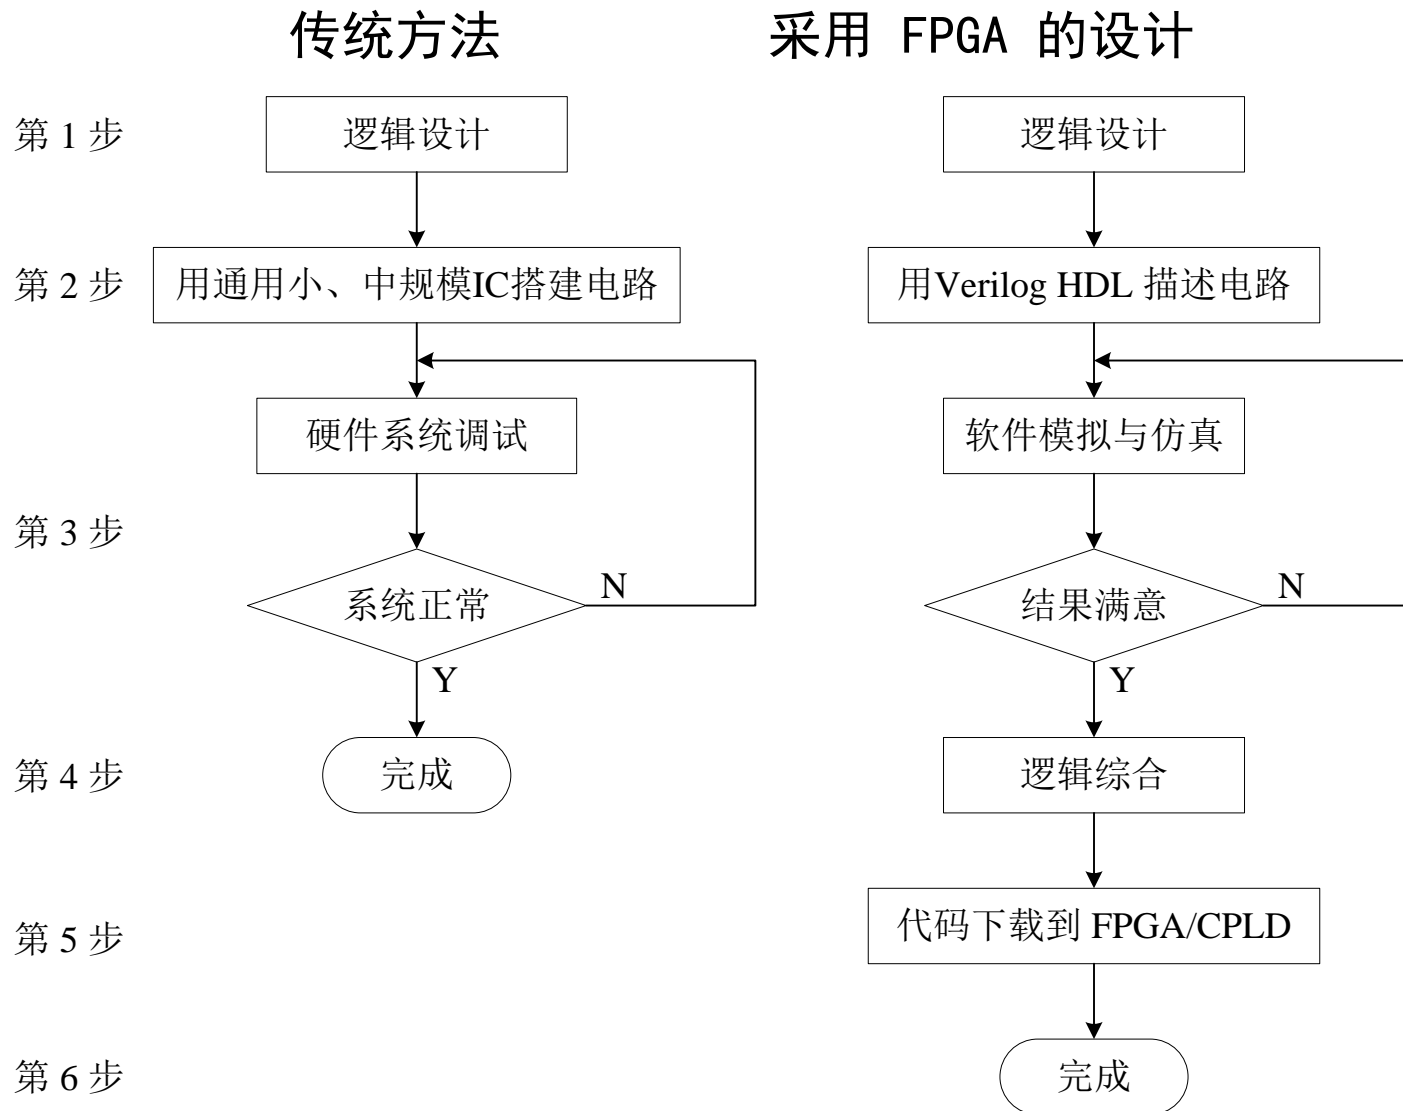 传统方法
采用 FPGA 的设计
第 1 步
逻辑设计
逻辑设计
第 2 步
用通用小、中规模IC搭建电路
用Verilog HDL 描述电路
硬件系统调试
软件模拟与仿真
第 3 步
系统正常
N
结果满意
N
Y
Y
第 4 步
完成
逻辑综合
第 5 步
代码下载到 FPGA/CPLD
第 6 步
完成